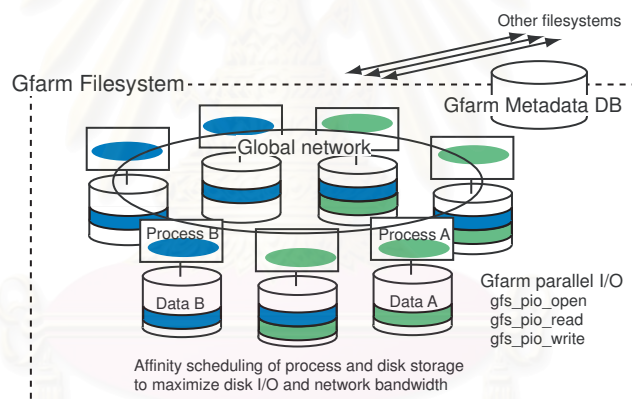 Other filesystems
Gfarm Filesystem
Gfarm Metadata DB
Global network
Process B
Process A
Data B
Data A
Gfarm parallel I/O
gfs_pio_open
gfs_pio_read
gfs_pio_write
Affinity scheduling of process and disk storage
to maximize disk I/O and network bandwidth